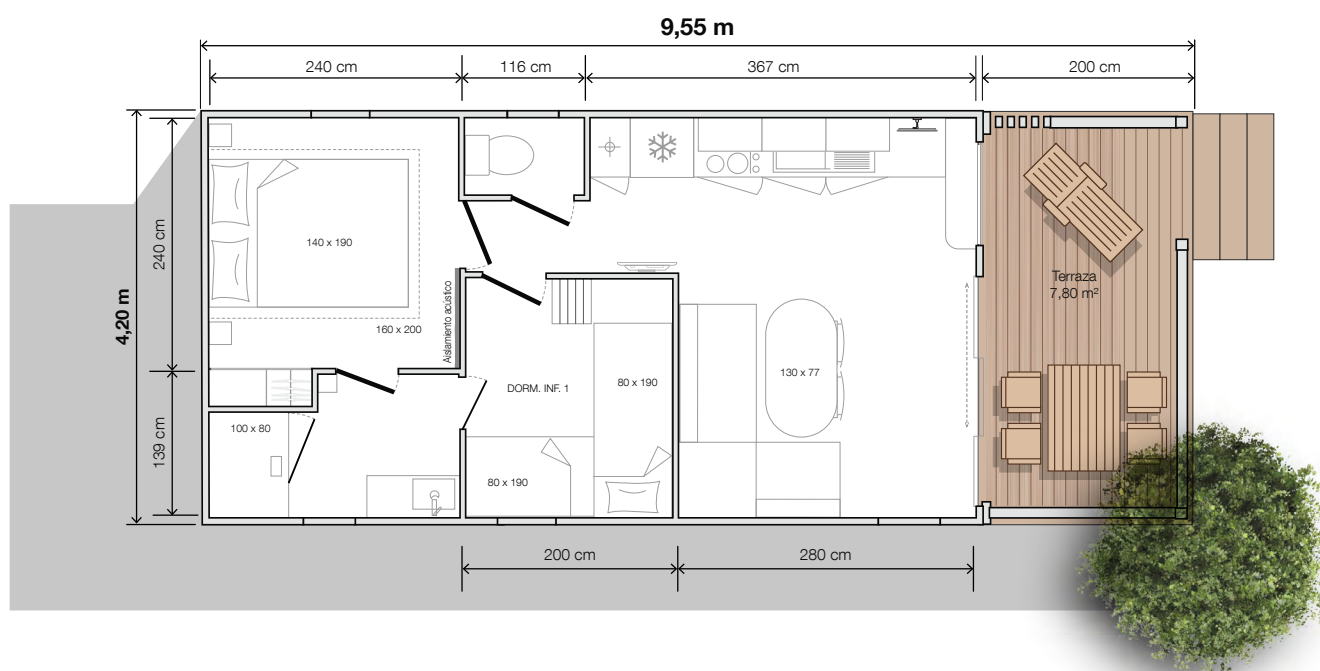 9,55 m
240 cm
116 cm
367 cm
200 cm
4,20 m
240 cm
139 cm
140 x 190
160 x 200
Aislamiento acústico
Terraza
7,80 m²
130 x 77
DORM. INF. 1
80 x 190
100 x 80
80 x 190
200 cm
280 cm